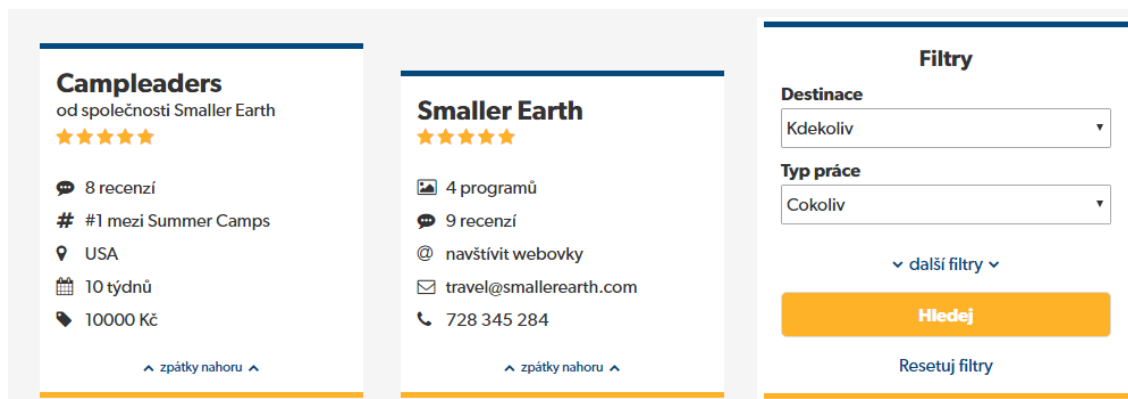 Campleaders
od společnosti Smaller Earth
8 recenzí
#1 mezi Summer Camps
USA
10 týdnů
10000 Kč
zpátky nahoru
Smaller Earth
4 programů
9 recenzí
@ navštívit webovky
travel@smallerearth.com
728 345 284
zpátky nahoru
Filtry
Destinace
Kdekoliv
Typ práce
Cokoliv
další filtry
Hledej
Resetuj filtry